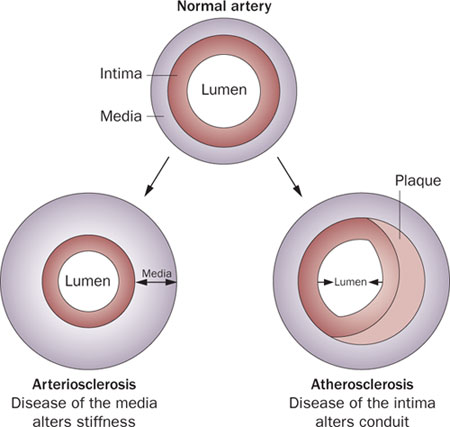 Normal artery
Intima
Lumen
Media
Plaque
Lumen
Media
Lumen
Arteriosclerosis
Disease of the media
alters stiffness
Atherosclerosis
Disease of the intima
alters conduit